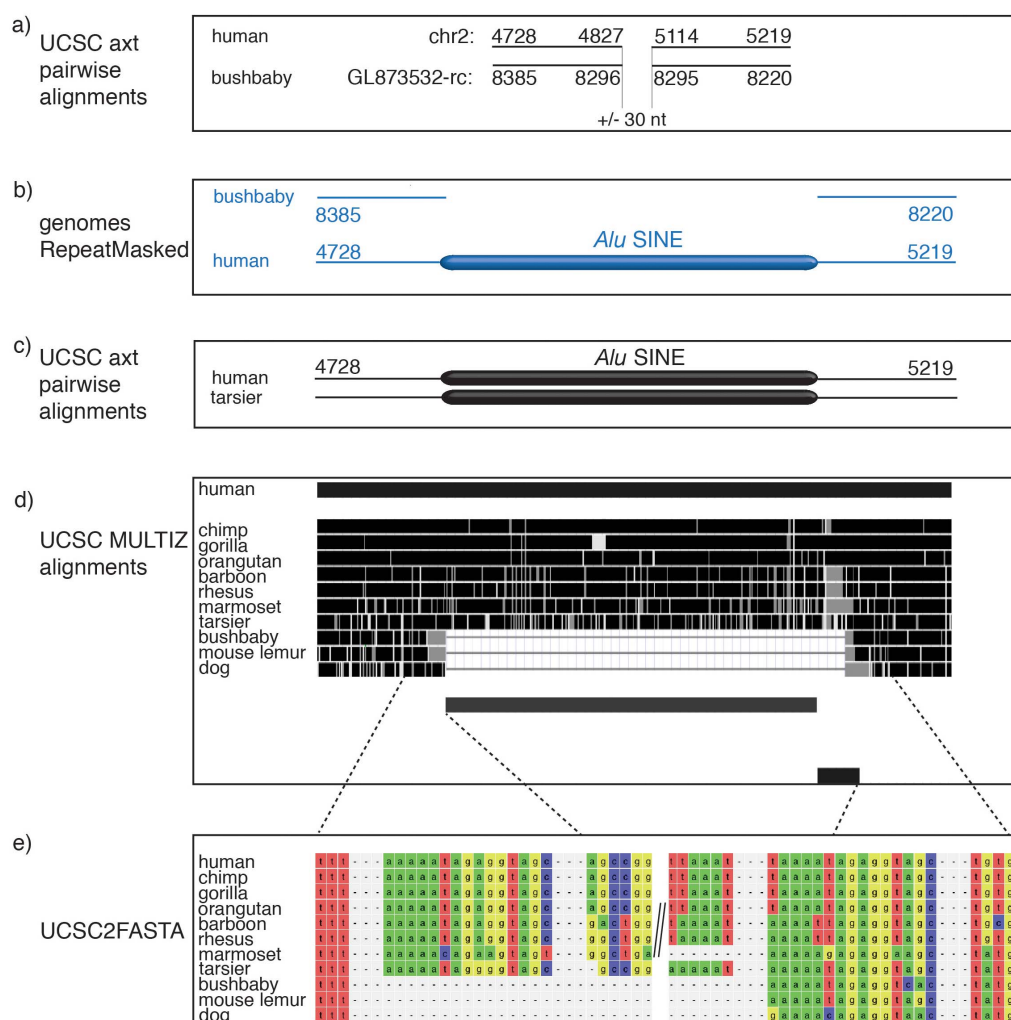 a)
UCSC axt
pairwise
alignments
human chr2: 4728 4827 5114 5219
bushbaby GL873532-rc: 8385 8296 8295 8220
+/- 30 nt
b)
genomes
RepeatMasked
bushbaby
8385 8220
Alu SINE
human 4728 5219
c)
UCSC axt
pairwise
alignments
Alu SINE
4728 5219
human
tarsier
d)
UCSC MULTIZ
alignments
human
chimp
gorilla
orangutan
barboon
rhesus
marmoset
tarsier
bushbaby
mouse lemur
dog
e)
UCSC2FASTA
human t t t - - - a a a a a t a g a g g t a g c - - - a g c c g g // t t a a a t - - - t a a a a t a g a g g t a g c - - - t g t g
chimp t t t - - - a a a a a t a g a g g t a g c - - - a g c c g g // t t a a a t - - - t a a a a t a g a g g t a g c - - - t g t g
gorilla t t t - - - a a a a a t a g a g g t a g c - - - a g c c g g // t t a a a t - - - t a a a a t a g a g g t a g c - - - t g t g
orangutan t t t - - - a a a a a t a g a g g t a g c - - - a g c c g g // t t a a a t - - - t a a a a t a g a g g t a g c - - - t g t g
barboon
rhesus
marmoset
tarsier
bushbaby
mouse lemur
dog